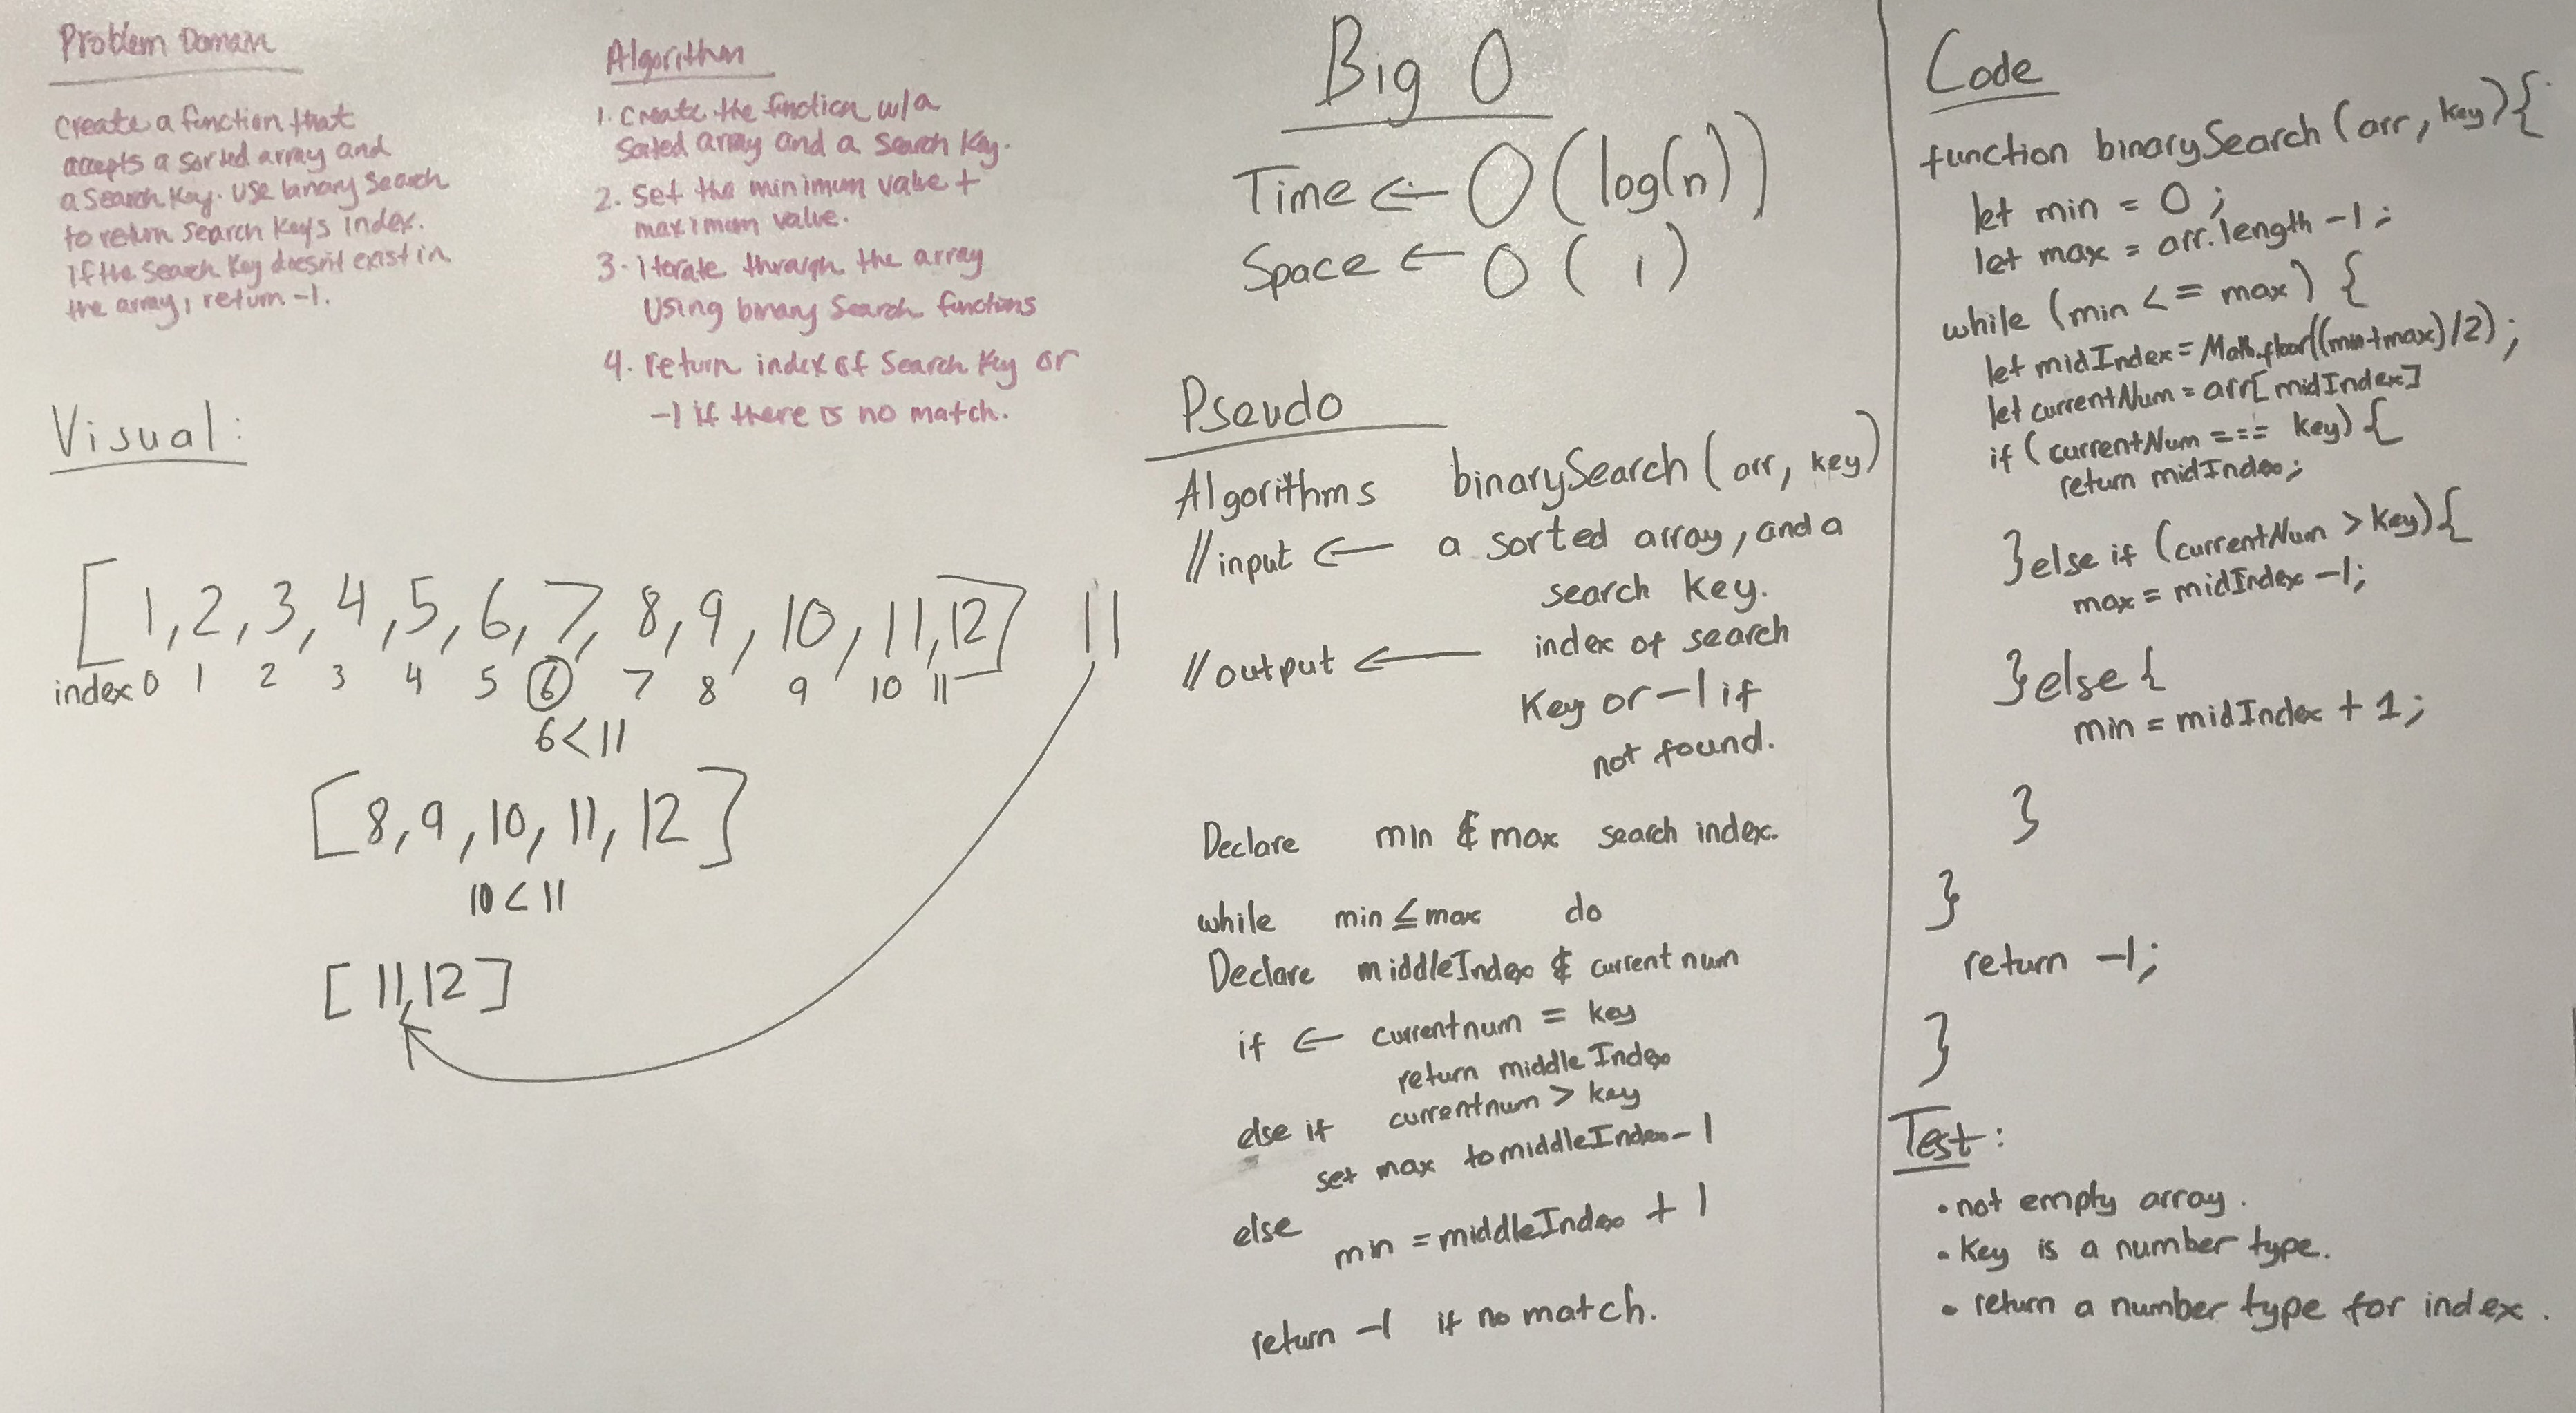 Problem Domain
create a function that
accepts a sorted array and
a search key. use binary search
to return search key's index.
if the search key doesn't exist in
the array, return -1.
Algorithm
1. create the function w/a
sorted array and a search key.
2. set the minimum value +
maximum value.
3. iterate through the array
using binary search functions
4. return index of search key or
-1 if there is no match.
Visual:
[1, 2, 3, 4, 5, 6, 7, 8, 9, 10, 11, 12] 11
index 0 1 2 3 4 5 6 7 8 9 10 11
6 < 11
[8, 9, 10, 11, 12]
10 < 11
[11, 12]
Big O
Time ← O(log(n))
Space ← O(1)
Pseudo
Algorithms binarySearch(arr, key)
//input ← a sorted array, and a
search key.
//output ← index of search
key or -1 if
not found.
Declare min & max search index.
while min ≤ max do
Declare middleIndex & current num
if ← currentnum = key
return middleIndex
else if currentnum > key
set max to middleIndex - 1
else
min = middleIndex + 1
return -1 if no match.
Code
function binarySearch(arr, key){
let min = 0;
let max = arr.length -1;
while (min <= max) {
let midIndex = Math.floor((min+max)/2);
let currentNum = arr[midIndex]
if (currentNum === key) {
return midIndex;
}else if (currentNum > key){
max = midIndex -1;
}else {
min = midIndex + 1;
}
}
return -1;
}
Test:
• not empty array.
• key is a number type.
• return a number type for index.